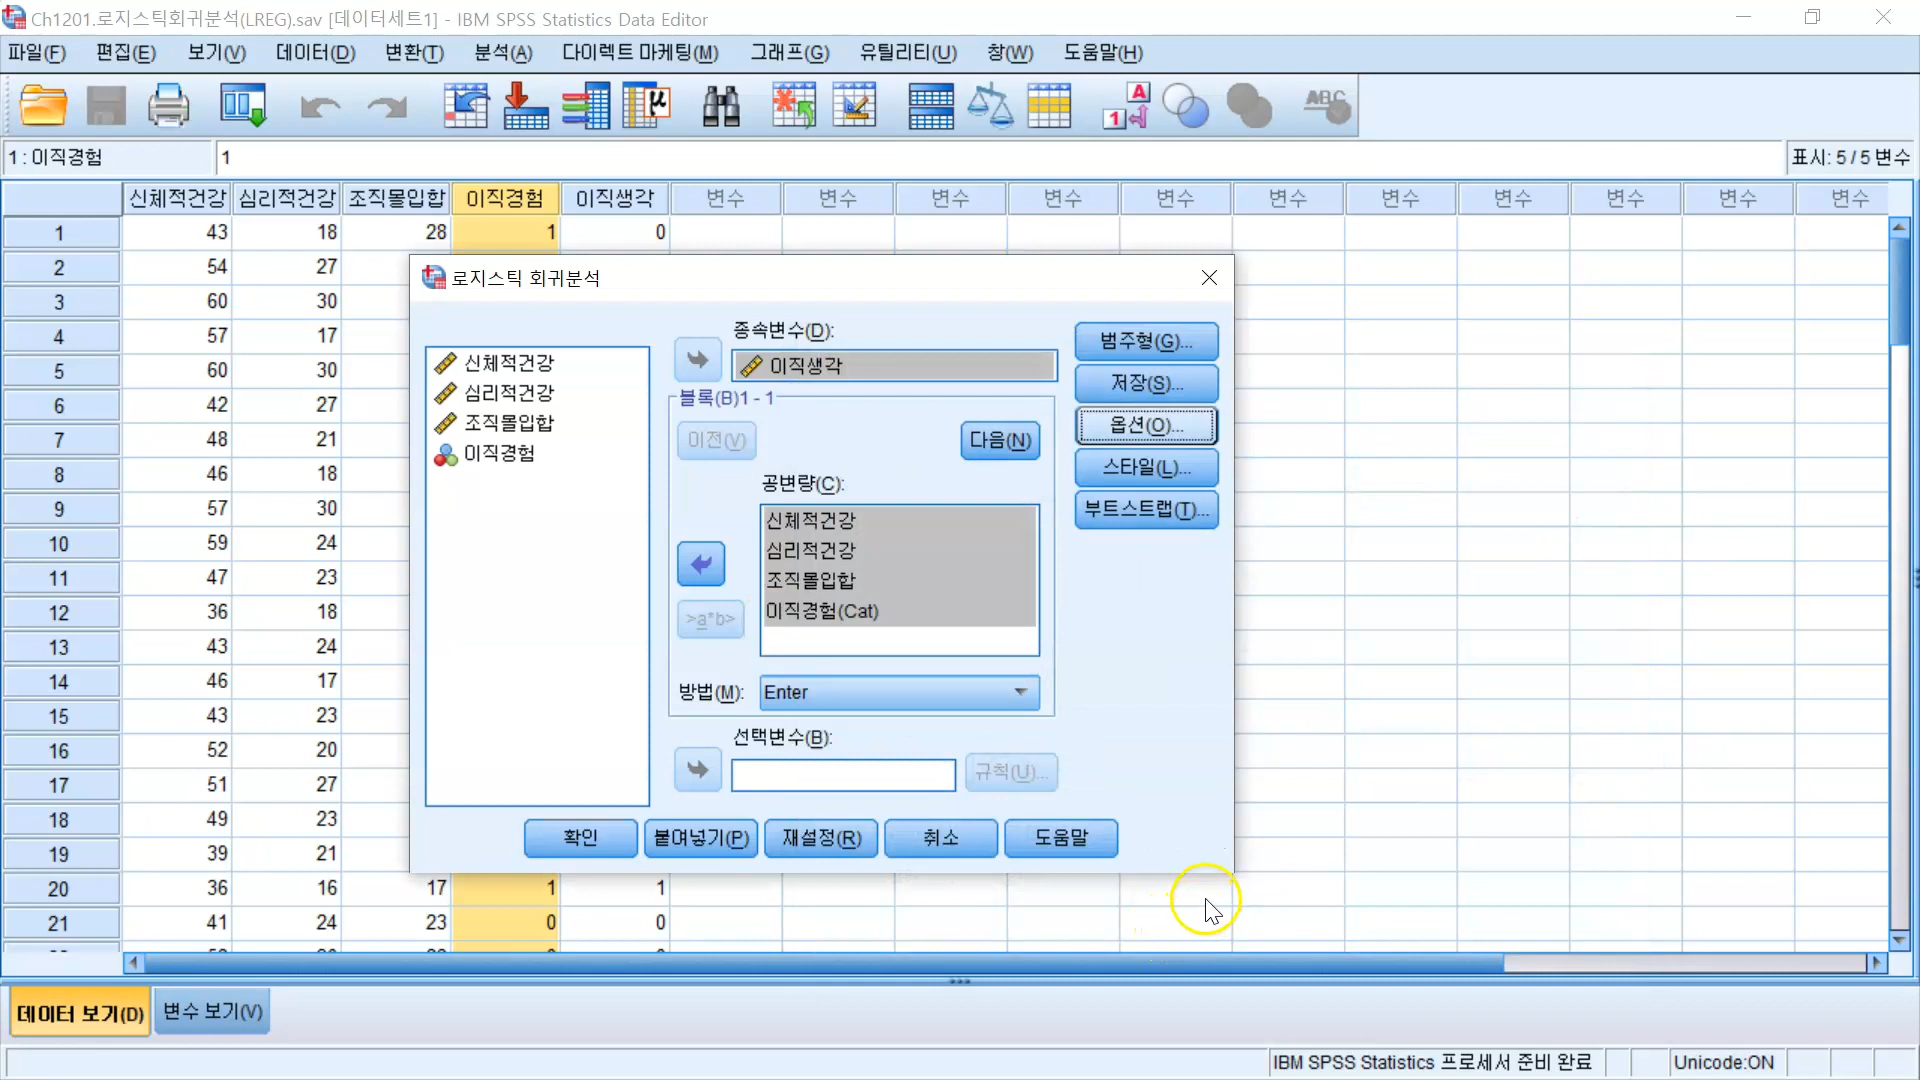 Ch1201.로지스틱회귀분석(LREG).sav [데이터세트1] - IBM SPSS Statistics Data Editor
파일(F) 편집(E) 보기(V) 데이터(D) 변환(T) 분석(A) 다이렉트 마케팅(M) 그래프(G) 유틸리티(U) 창(W) 도움말(H)
1 : 이직경험 1 표시: 5 / 5 변수
신체적건강 심리적건강 조직몰입합 이직경험 이직생각 변수 변수 변수 변수 변수 변수 변수 변수 변수 변수 변수
1 43 18 28 1 0
2 54 27
3 60 30
4 57 17
5 60 30
6 42 27
7 48 21
8 46 18
9 57 30
10 59 24
11 47 23
12 36 18
13 43 24
14 46 17
15 43 23
16 52 20
17 51 27
18 49 23
19 39 21
20 36 16 17 1 1
21 41 24 23 0 0
로지스틱 회귀분석
신체적건강
심리적건강
조직몰입합
이직경험
종속변수(D):
이직생각
블록(B)1 - 1
이전(V) 다음(N)
공변량(C):
신체적건강
심리적건강
조직몰입합
이직경험(Cat)
>a*b>
방법(M): Enter
선택변수(B):
규칙(U)...
범주형(G)...
저장(S)...
옵션(O)...
스타일(L)...
부트스트랩(T)...
확인 붙여넣기(P) 재설정(R) 취소 도움말
데이터 보기(D) 변수 보기(V)
IBM SPSS Statistics 프로세서 준비 완료 Unicode:ON